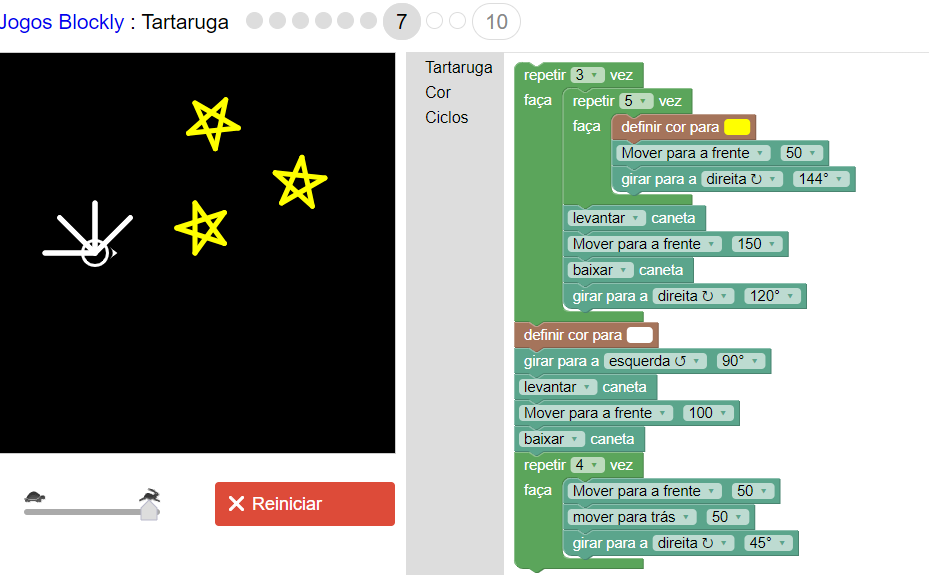 Jogos Blockly : Tartaruga 7 10
Tartaruga
Cor
Ciclos
repetir 3 vez
faça repetir 5 vez
faça definir cor para
Mover para a frente 50
girar para a direita ↻ 144°
levantar caneta
Mover para a frente 150
baixar caneta
girar para a direita ↻ 120°
definir cor para
girar para a esquerda ↺ 90°
levantar caneta
Mover para a frente 100
baixar caneta
repetir 4 vez
faça Mover para a frente 50
mover para trás 50
girar para a direita ↻ 45°
Reiniciar